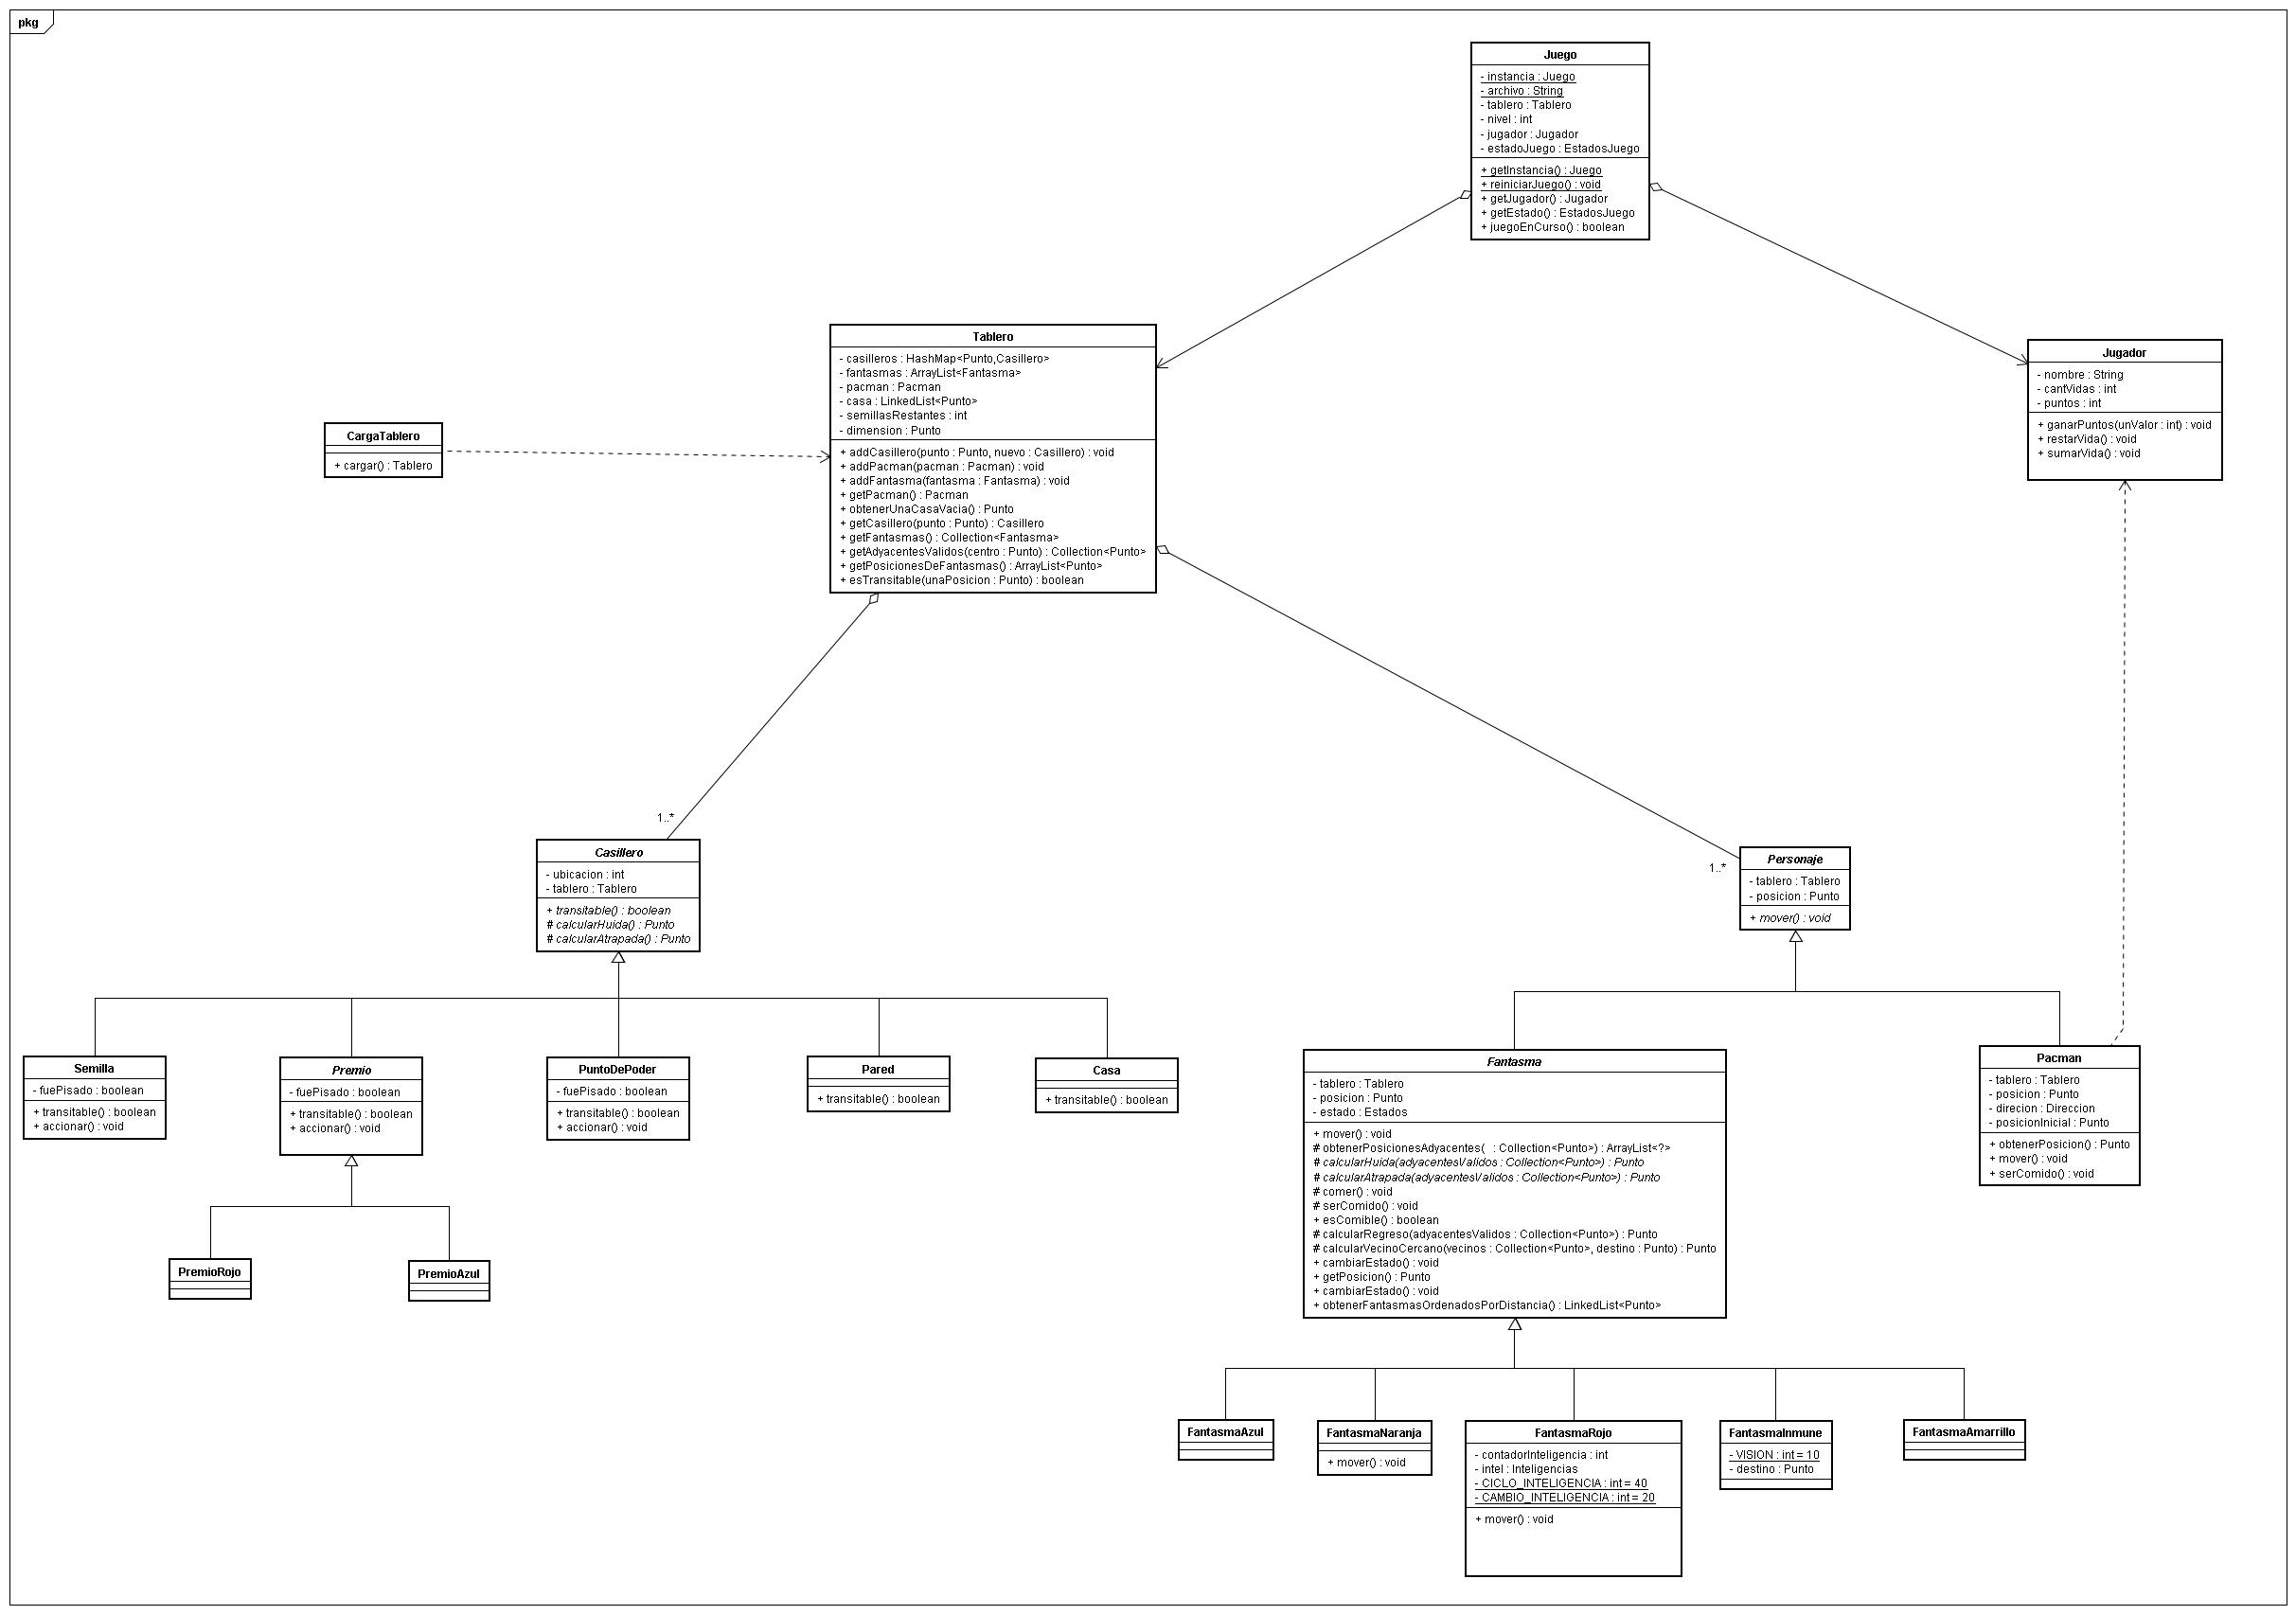 pkg
Juego
- instancia : Juego
- archivo : String
- tablero : Tablero
- nivel : int
- jugador : Jugador
- estadoJuego : EstadosJuego
+ getInstancia() : Juego
+ reiniciarJuego() : void
+ getJugador() : Jugador
+ getEstado() : EstadosJuego
+ juegoEnCurso() : boolean
Tablero
- casilleros : HashMap<Punto,Casillero>
- fantasmas : ArrayList<Fantasma>
- pacman : Pacman
- casa : LinkedList<Punto>
- semillasRestantes : int
- dimension : Punto
+ addCasillero(punto : Punto, nuevo : Casillero) : void
+ addPacman(pacman : Pacman) : void
+ addFantasma(fantasma : Fantasma) : void
+ getPacman() : Pacman
+ obtenerUnaCasaVacia() : Punto
+ getCasillero(punto : Punto) : Casillero
+ getFantasmas() : Collection<Fantasma>
+ getAdyacentesValidos(centro : Punto) : Collection<Punto>
+ getPosicionesDeFantasmas() : ArrayList<Punto>
+ esTransitable(unaPosicion : Punto) : boolean
Jugador
- nombre : String
- cantVidas : int
- puntos : int
+ ganarPuntos(unValor : int) : void
+ restarVida() : void
+ sumarVida() : void
CargaTablero
+ cargar() : Tablero
1..*
1..*
Casillero
- ubicacion : int
- tablero : Tablero
+ transitable() : boolean
# calcularHuida() : Punto
# calcularAtrapada() : Punto
Personaje
- tablero : Tablero
- posicion : Punto
+ mover() : void
Semilla
- fuePisado : boolean
+ transitable() : boolean
+ accionar() : void
Premio
- fuePisado : boolean
+ transitable() : boolean
+ accionar() : void
PuntoDePoder
- fuePisado : boolean
+ transitable() : boolean
+ accionar() : void
Pared
+ transitable() : boolean
Casa
+ transitable() : boolean
Fantasma
- tablero : Tablero
- posicion : Punto
- estado : Estados
+ mover() : void
# obtenerPosicionesAdyacentes( : Collection<Punto>) : ArrayList<?>
# calcularHuida(adyacentesValidos : Collection<Punto>) : Punto
# calcularAtrapada(adyacentesValidos : Collection<Punto>) : Punto
# comer() : void
# serComido() : void
+ esComible() : boolean
# calcularRegreso(adyacentesValidos : Collection<Punto>) : Punto
# calcularVecinoCercano(vecinos : Collection<Punto>, destino : Punto) : Punto
+ cambiarEstado() : void
+ getPosicion() : Punto
+ cambiarEstado() : void
+ obtenerFantasmasOrdenadosPorDistancia() : LinkedList<Punto>
Pacman
- tablero : Tablero
- posicion : Punto
- direcion : Direccion
- posicionInicial : Punto
+ obtenerPosicion() : Punto
+ mover() : void
+ serComido() : void
PremioRojo
PremioAzul
FantasmaAzul
FantasmaNaranja
+ mover() : void
FantasmaRojo
- contadorInteligencia : int
- intel : Inteligencias
- CICLO_INTELIGENCIA : int = 40
- CAMBIO_INTELIGENCIA : int = 20
+ mover() : void
FantasmaInmune
- VISION : int = 10
- destino : Punto
FantasmaAmarrillo